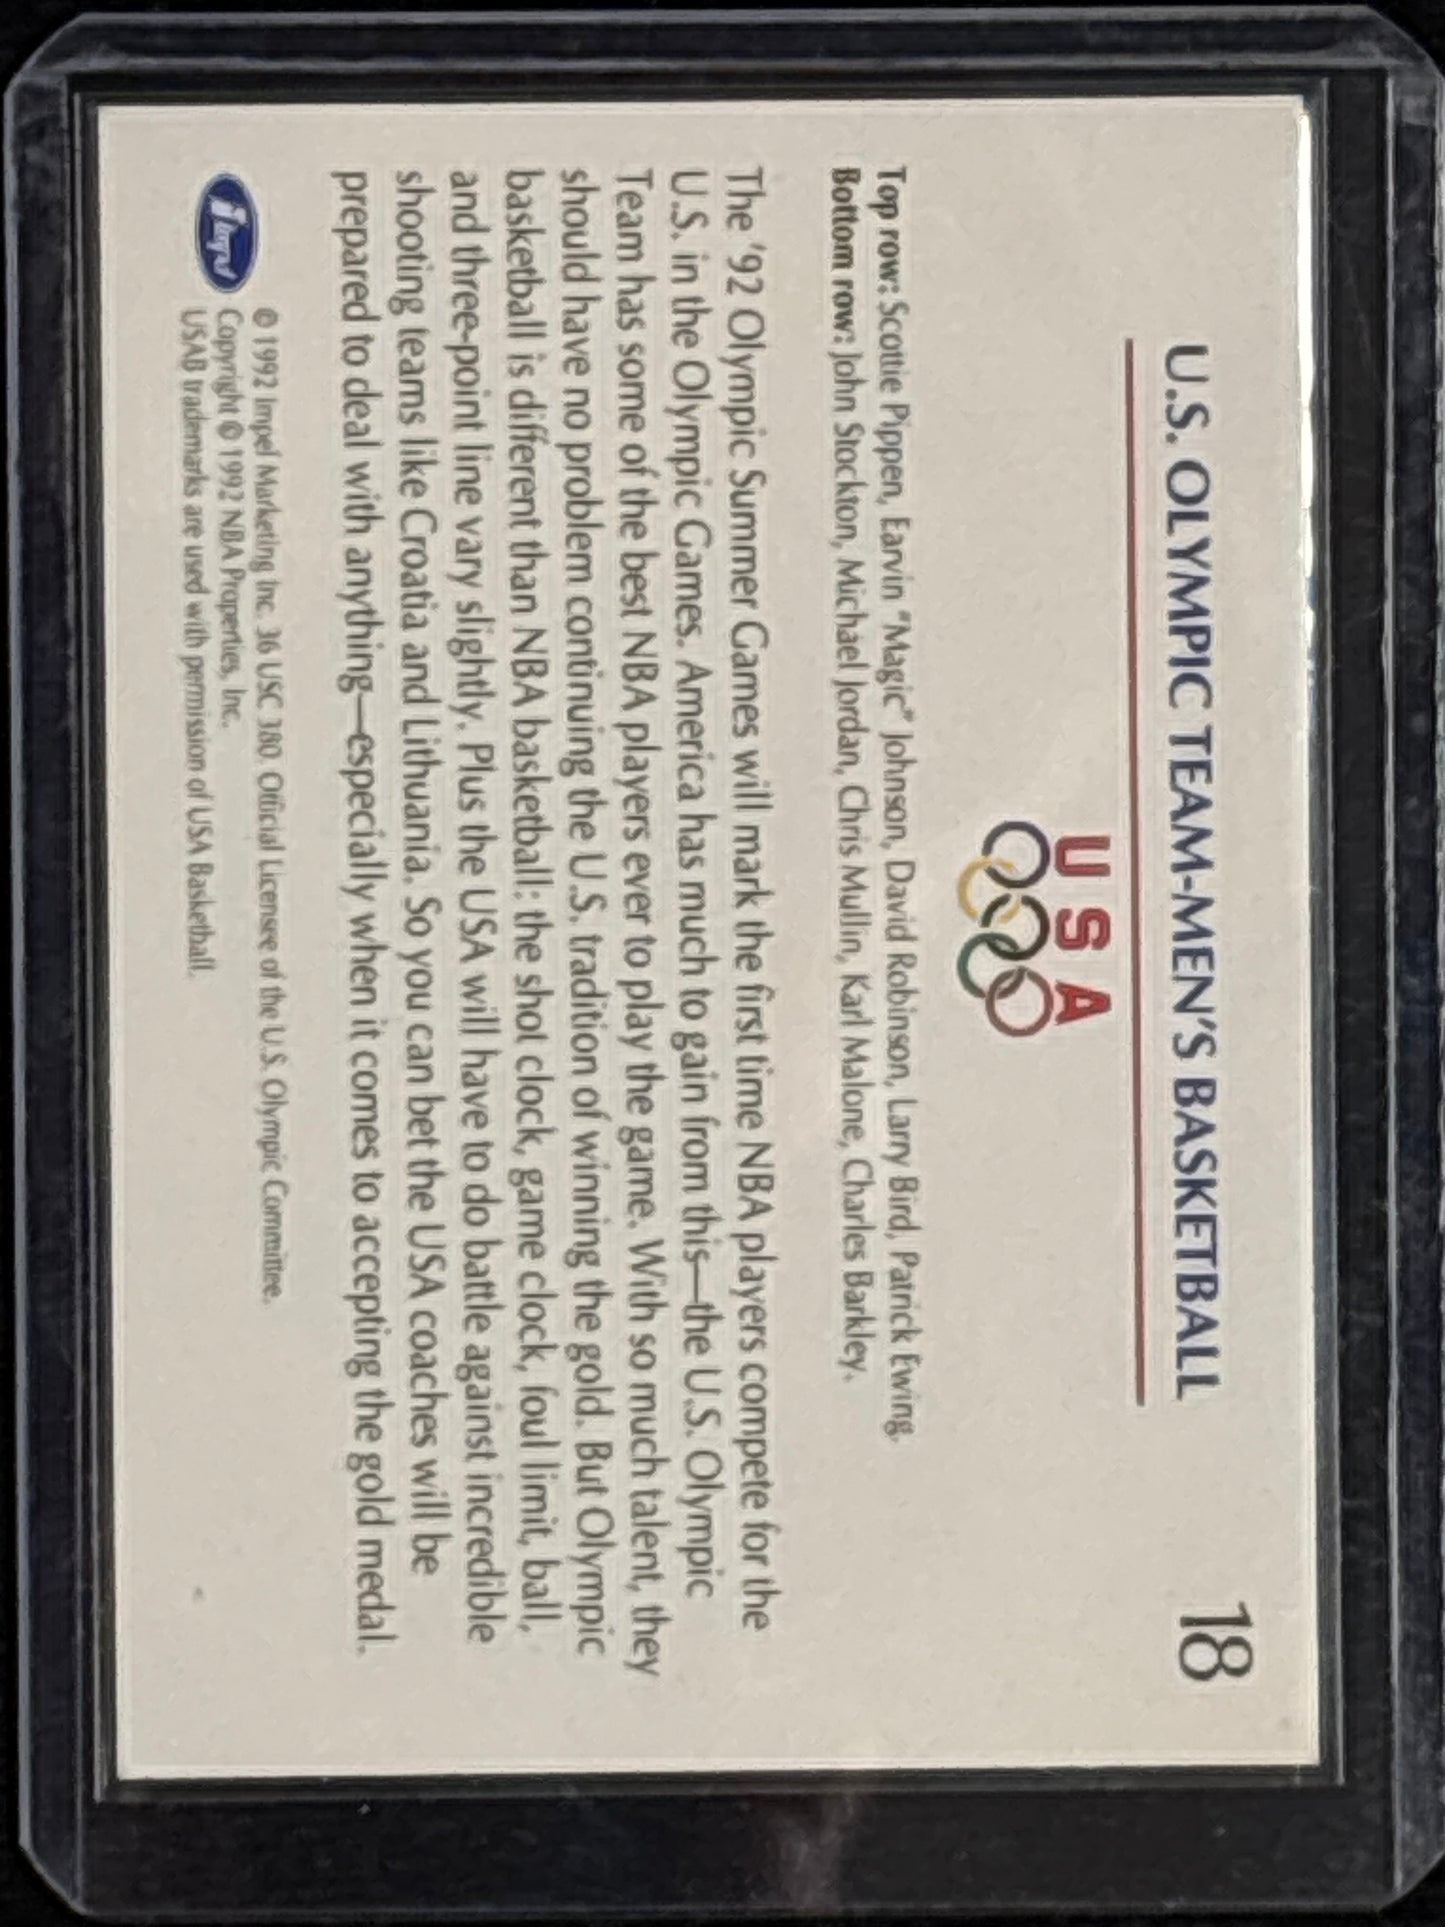 U.S. OLYMPIC TEAM-MEN'S BASKETBALL
18
USA
Top row: Scottie Pippen, Earvin "Magic" Johnson, David Robinson, Larry Bird, Patrick Ewing.
Bottom row: John Stockton, Michael Jordan, Chris Mullin, Karl Malone, Charles Barkley.
The '92 Olympic Summer Games will mark the first time NBA players compete for the
U.S. in the Olympic Games. America has much to gain from this—the U.S. Olympic
Team has some of the best NBA players ever to play the game. With so much talent, they
should have no problem continuing the U.S. tradition of winning the gold. But Olympic
basketball is different than NBA basketball: the shot clock, game clock, foul limit, ball,
and three-point line vary slightly. Plus the USA will have to do battle against incredible
shooting teams like Croatia and Lithuania. So you can bet the USA coaches will be
prepared to deal with anything—especially when it comes to accepting the gold medal.
© 1992 Impel Marketing Inc. 36 USC 380. Official Licensee of the U.S. Olympic Committee.
Copyright © 1992 NBA Properties, Inc.
USAB trademarks are used with permission of USA Basketball.